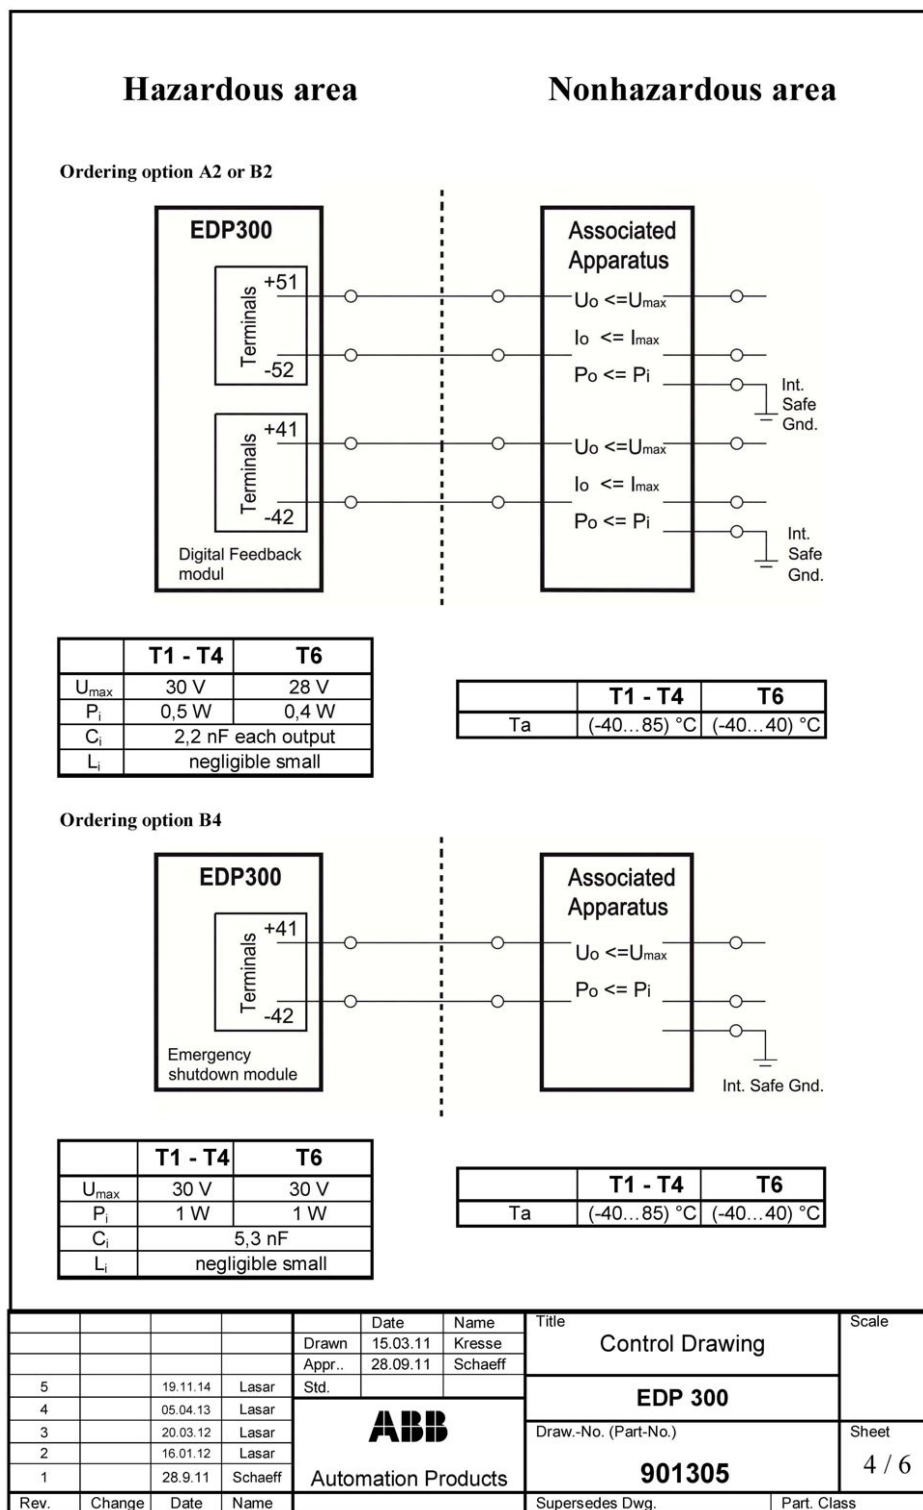 Hazardous area Nonhazardous area
Ordering option A2 or B2
EDP300
Terminals
+51
-52
Terminals
+41
-42
Digital Feedback
modul
Associated
Apparatus
Uo <=Umax
Io <= Imax
Po <= Pi
Int.
Safe
Gnd.
Uo <=Umax
Io <= Imax
Po <= Pi
Int.
Safe
Gnd.
T1 - T4 T6
Umax 30 V 28 V
Pi 0,5 W 0,4 W
Ci 2,2 nF each output
Li negligible small
T1 - T4 T6
Ta (-40...85) °C (-40...40) °C
Ordering option B4
EDP300
Terminals
+41
-42
Emergency
shutdown module
Associated
Apparatus
Uo <=Umax
Po <= Pi
Int. Safe Gnd.
T1 - T4 T6
Umax 30 V 30 V
Pi 1 W 1 W
Ci 5,3 nF
Li negligible small
T1 - T4 T6
Ta (-40...85) °C (-40...40) °C
5 19.11.14 Lasar
4 05.04.13 Lasar
3 20.03.12 Lasar
2 16.01.12 Lasar
1 28.9.11 Schaeff
Rev. Change Date Name
Date Name
Drawn 15.03.11 Kresse
Appr.. 28.09.11 Schaeff
Std.
ABB
Automation Products
Title
Control Drawing
EDP 300
Draw.-No. (Part-No.)
901305
Supersedes Dwg.
Scale
Sheet
4 / 6
Part. Class